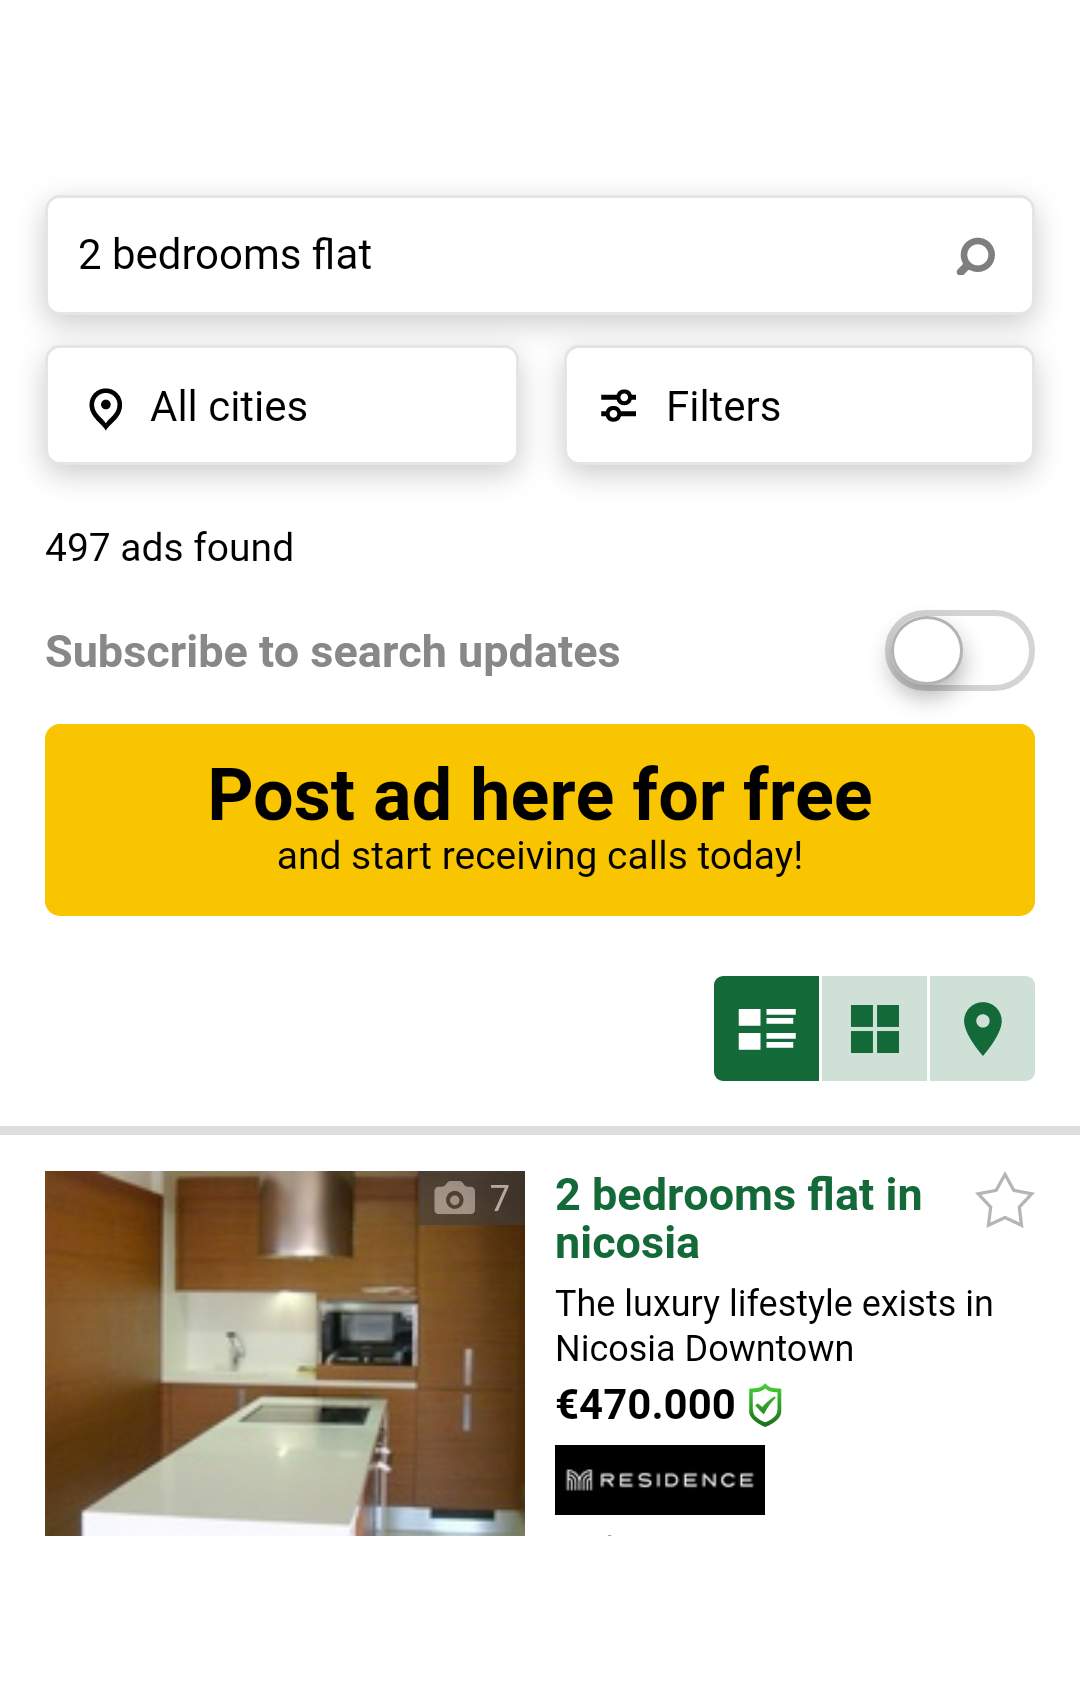 2 bedrooms flat
All cities
Filters
497 ads found
Subscribe to search updates
Post ad here for free
and start receiving calls today!
7
2 bedrooms flat in
nicosia
The luxury lifestyle exists in
Nicosia Downtown
€470.000
RESIDENCE